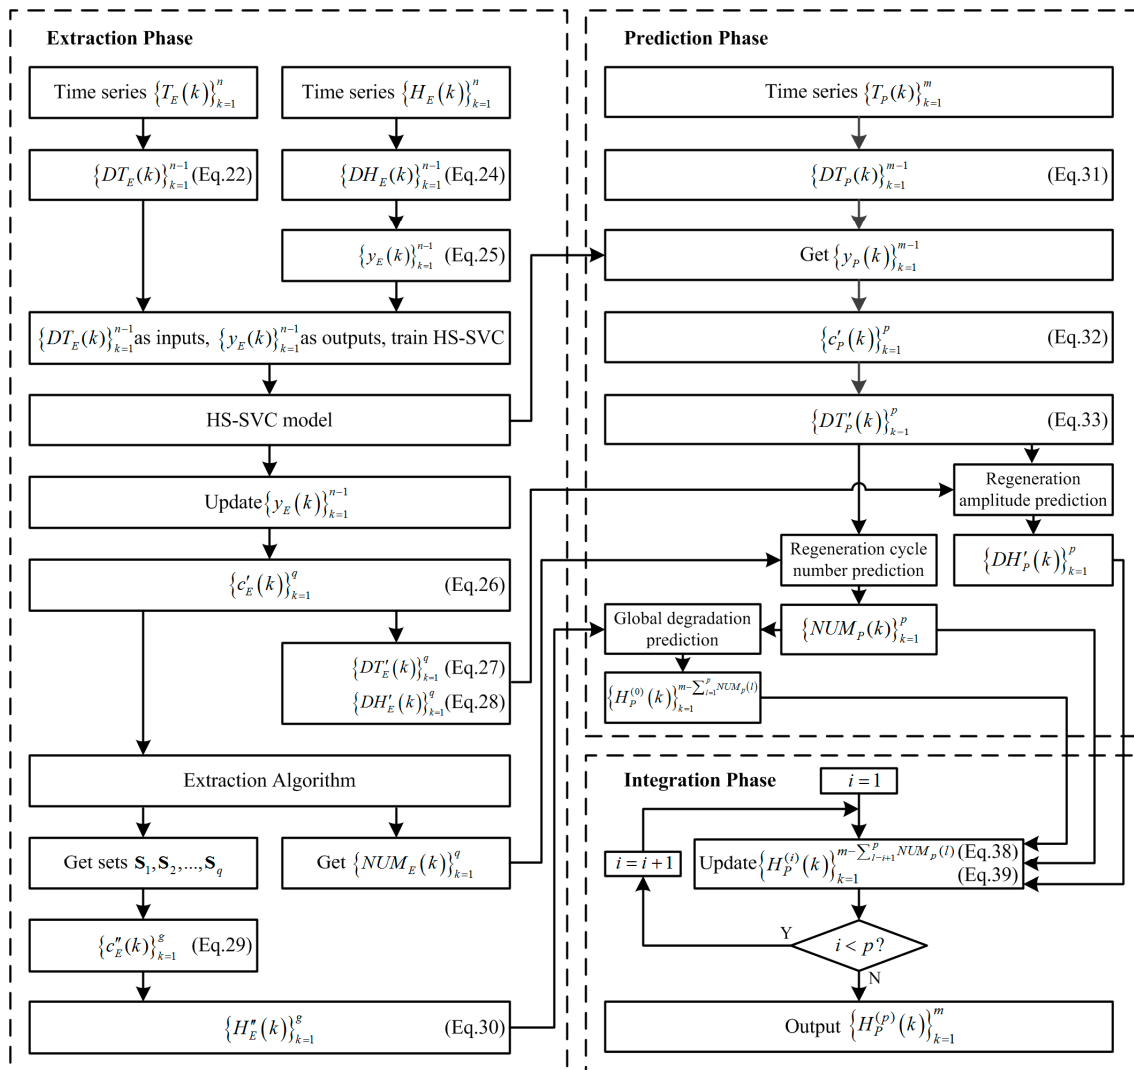 Extraction Phase
Time series {T_E(k)}_{k=1}^{n}
Time series {H_E(k)}_{k=1}^{n}
{DT_E(k)}_{k=1}^{n-1} (Eq.22)
{DH_E(k)}_{k=1}^{n-1} (Eq.24)
{y_E(k)}_{k=1}^{n-1} (Eq.25)
{DT_E(k)}_{k=1}^{n-1} as inputs, {y_E(k)}_{k=1}^{n-1} as outputs, train HS-SVC
HS-SVC model
Update {y_E(k)}_{k=1}^{n-1}
{c'_E(k)}_{k=1}^{q} (Eq.26)
{DT'_E(k)}_{k=1}^{q} (Eq.27)
{DH'_E(k)}_{k=1}^{q} (Eq.28)
Extraction Algorithm
Get sets S_1,S_2,...,S_q
Get {NUM_E(k)}_{k=1}^{q}
{c''_E(k)}_{k=1}^{g} (Eq.29)
{H''_E(k)}_{k=1}^{g} (Eq.30)
Prediction Phase
Time series {T_P(k)}_{k=1}^{m}
{DT_P(k)}_{k=1}^{m-1} (Eq.31)
Get {y_P(k)}_{k=1}^{m-1}
{c'_P(k)}_{k=1}^{p} (Eq.32)
{DT'_P(k)}_{k-1}^{p} (Eq.33)
Regeneration
amplitude prediction
Regeneration cycle
number prediction
{DH'_P(k)}_{k=1}^{p}
Global degradation
prediction
{NUM_P(k)}_{k=1}^{p}
{H_P^{(0)}(k)}_{k=1}^{m-∑_{l=1}^{p}NUM_p(l)}
Integration Phase
i=1
i=i+1
Update {H_P^{(i)}(k)}_{k=1}^{m-∑_{l-i+1}^{p}NUM_p(l)} (Eq.38)
(Eq.39)
Y
i<p?
N
Output {H_P^{(p)}(k)}_{k=1}^{m}